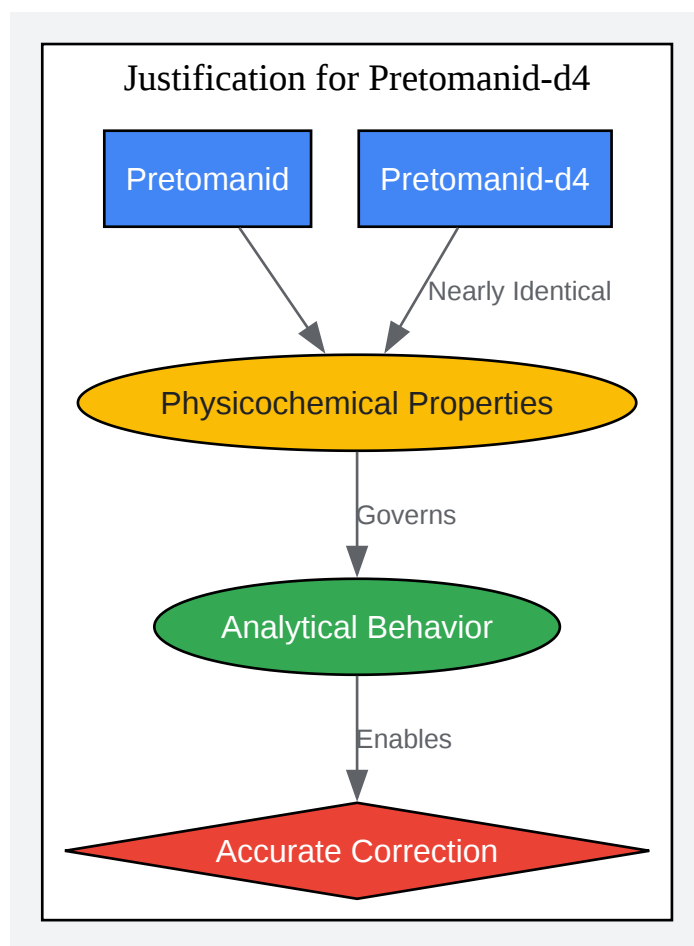 Justification for Pretomanid-d4
Pretomanid
Pretomanid-d4
Nearly Identical
Physicochemical Properties
Governs
Analytical Behavior
Enables
Accurate Correction